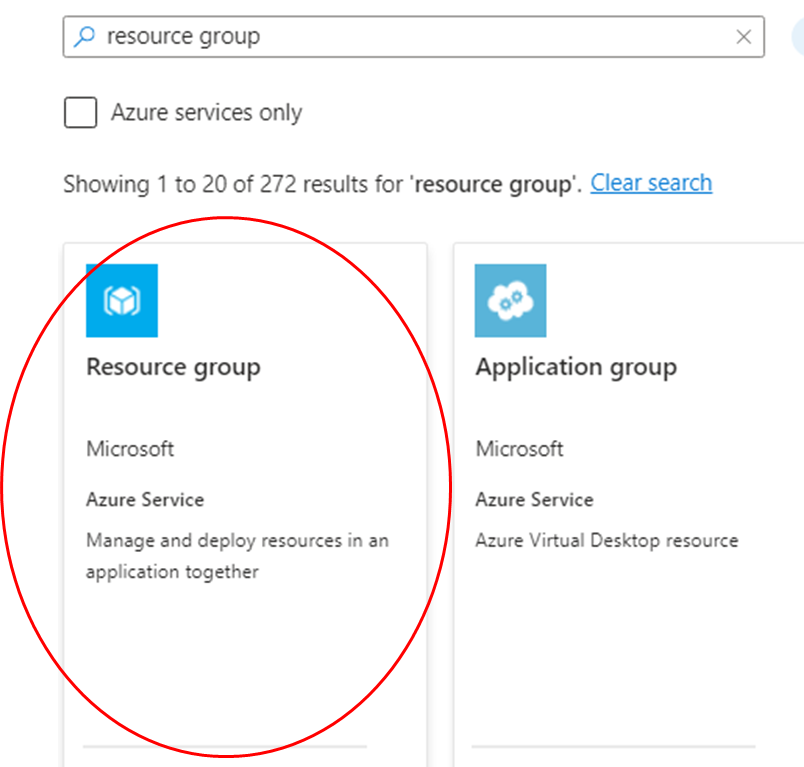 resource group
Azure services only
Showing 1 to 20 of 272 results for 'resource group'. Clear search
Resource group
Microsoft
Azure Service
Manage and deploy resources in an
application together
Application group
Microsoft
Azure Service
Azure Virtual Desktop resource